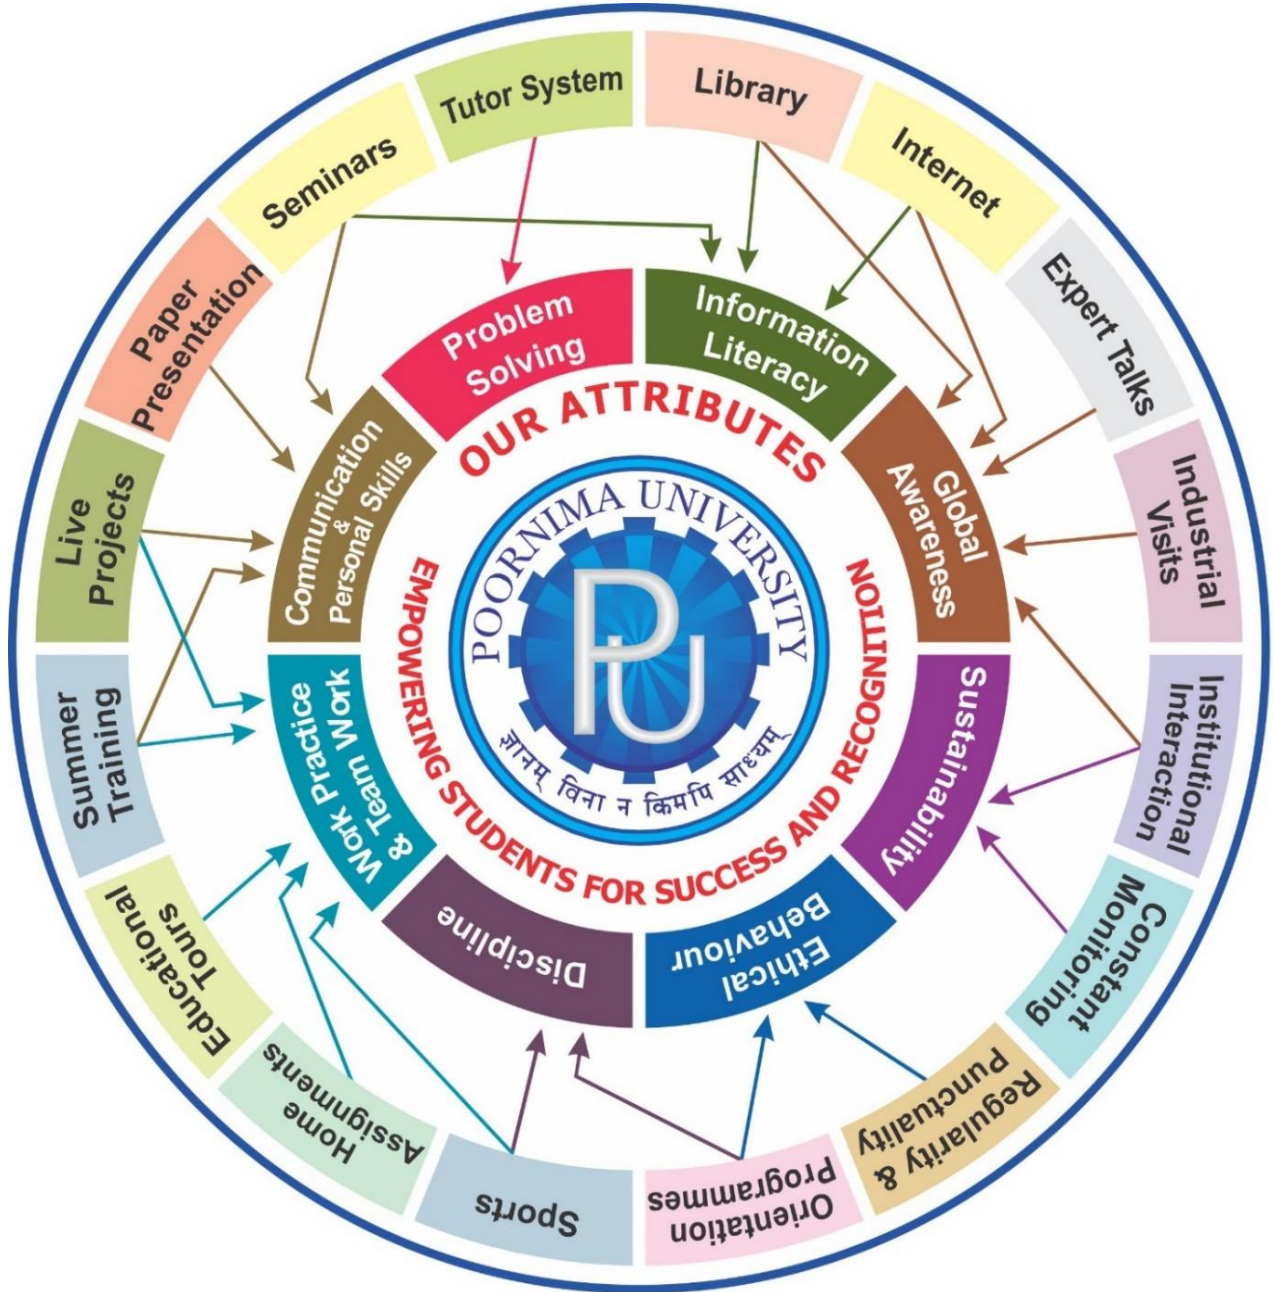 Tutor System
Library
Internet
Expert Talks
Industrial
Visits
Institutional
Interaction
Constant
Monitoring
Regularity &
Punctuality
Orientation
Programmes
Sports
Home
Assignments
Educational
Tours
Summer
Training
Live
Projects
Paper
Presentation
Seminars
Problem
Solving
Information
Literacy
Global
Awareness
Sustainability
Ethical
Behaviour
Discipline
Work Practice
& Team Work
Communication
&
Personal Skills
OUR ATTRIBUTES
EMPOWERING STUDENTS FOR SUCCESS AND RECOGNITION
POORNIMA UNIVERSITY
PU
ज्ञानम् विना न किमपि साध्यम्